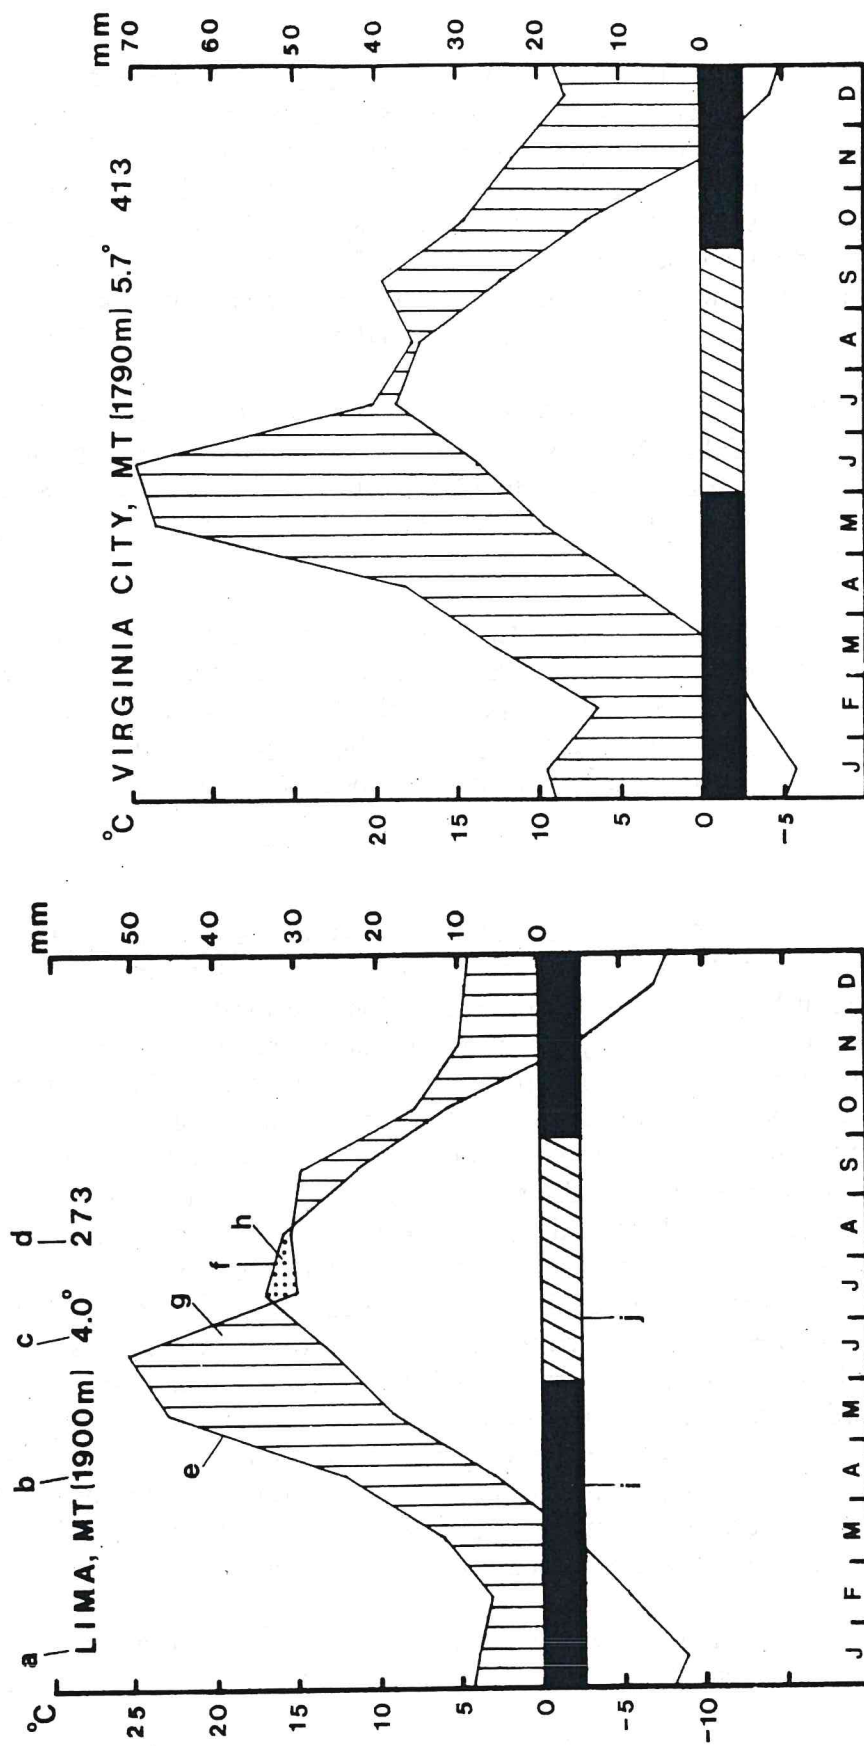 a b c d
LIMA, MT (1900m) 4.0° 273
°C
mm
25
20
15
10
5
0
-5
-10
50
40
30
20
10
0
e
g
f
h
i
j
J F M A M J J A S O N D
VIRGINIA CITY, MT (1790m) 5.7° 413
°C
mm
20
15
10
5
0
-5
70
60
50
40
30
20
10
0
J F M A M J J A S O N D